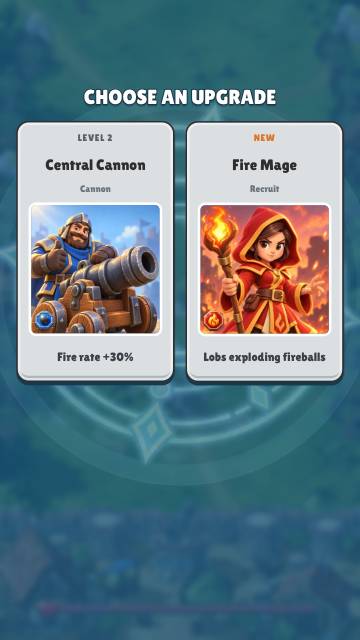 CHOOSE AN UPGRADE
LEVEL 2
Central Cannon
Cannon
Fire rate +30%
NEW
Fire Mage
Recruit
Lobs exploding fireballs